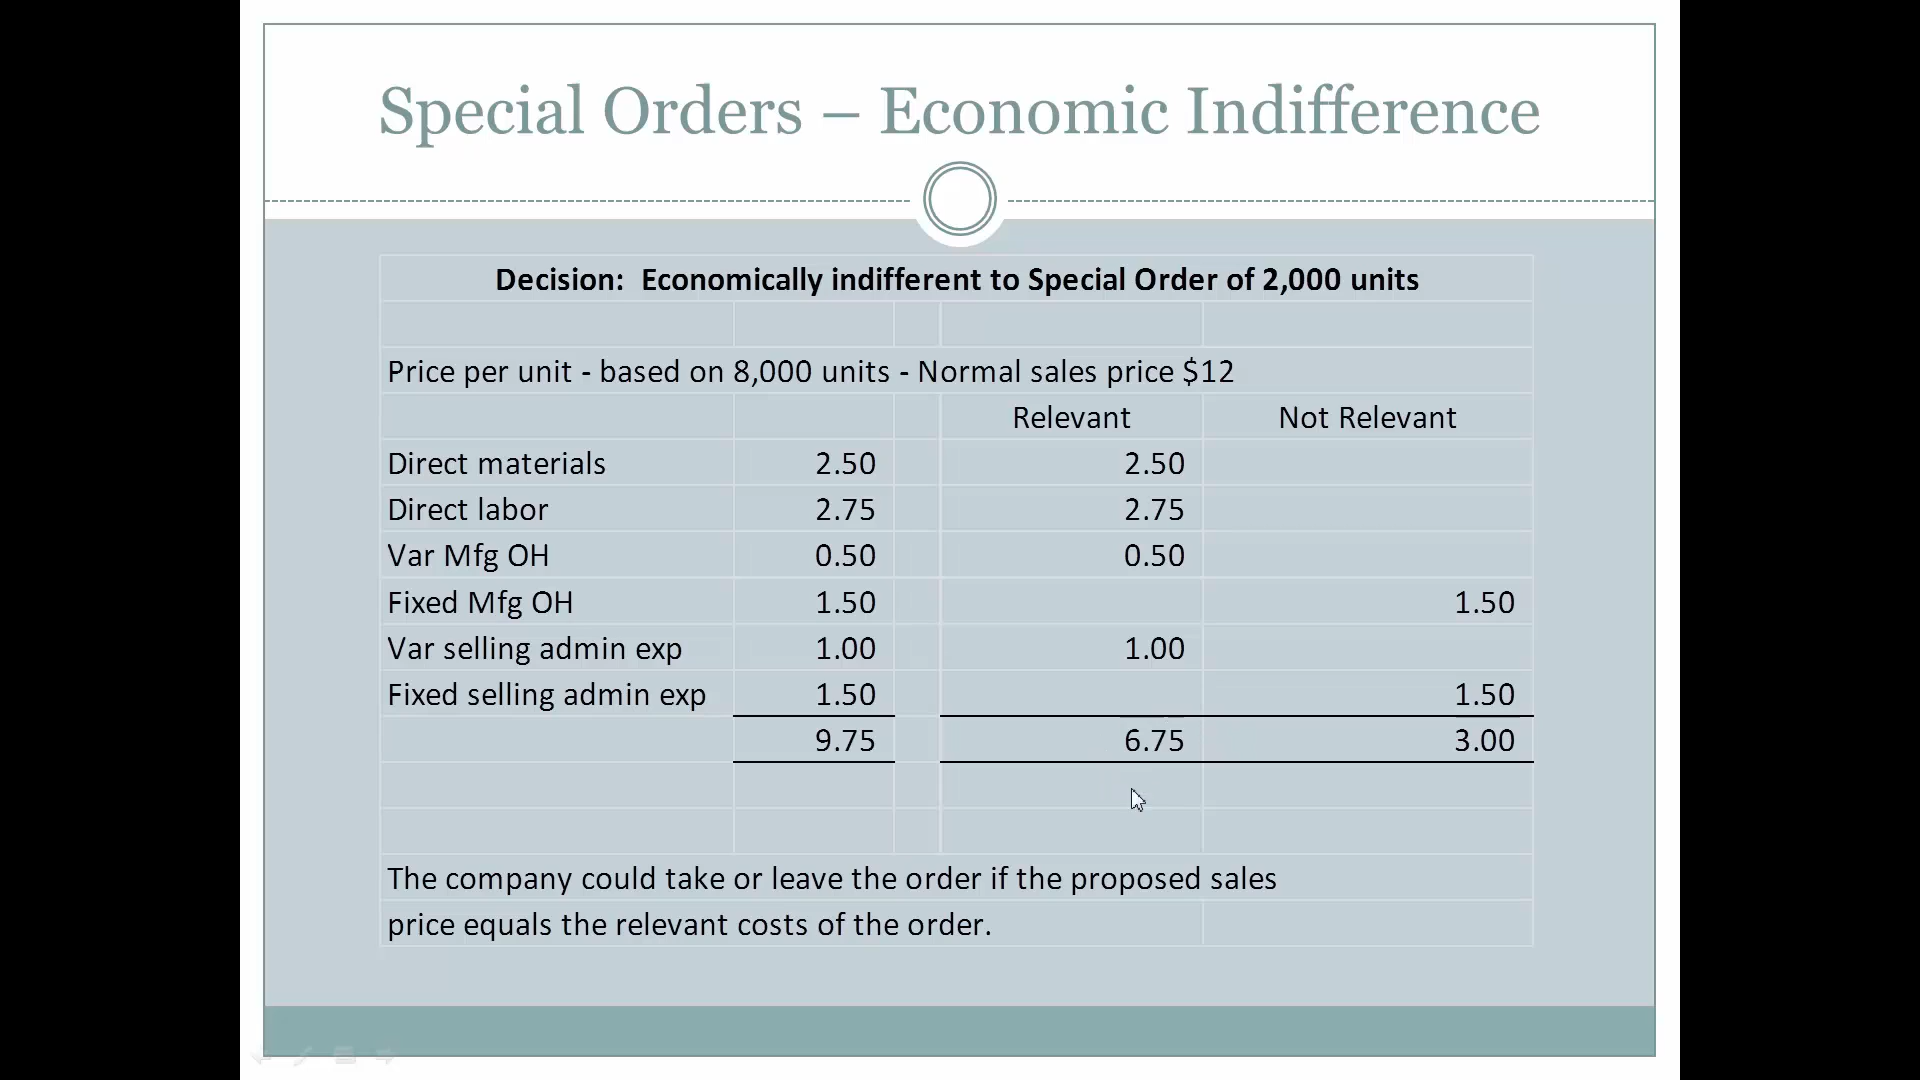 Special Orders – Economic Indifference
Decision:  Economically indifferent to Special Order of 2,000 units
Price per unit - based on 8,000 units - Normal sales price $12
Relevant Not Relevant
Direct materials 2.50 2.50
Direct labor 2.75 2.75
Var Mfg OH 0.50 0.50
Fixed Mfg OH 1.50 1.50
Var selling admin exp 1.00 1.00
Fixed selling admin exp 1.50 1.50
9.75 6.75 3.00
The company could take or leave the order if the proposed sales
price equals the relevant costs of the order.